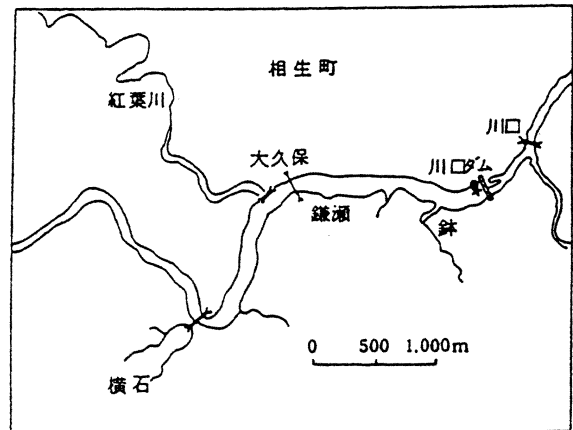 相生町
紅葉川
川口
大久保
川口ダム
鎌瀬
鉢
0 500 1.000m
横石